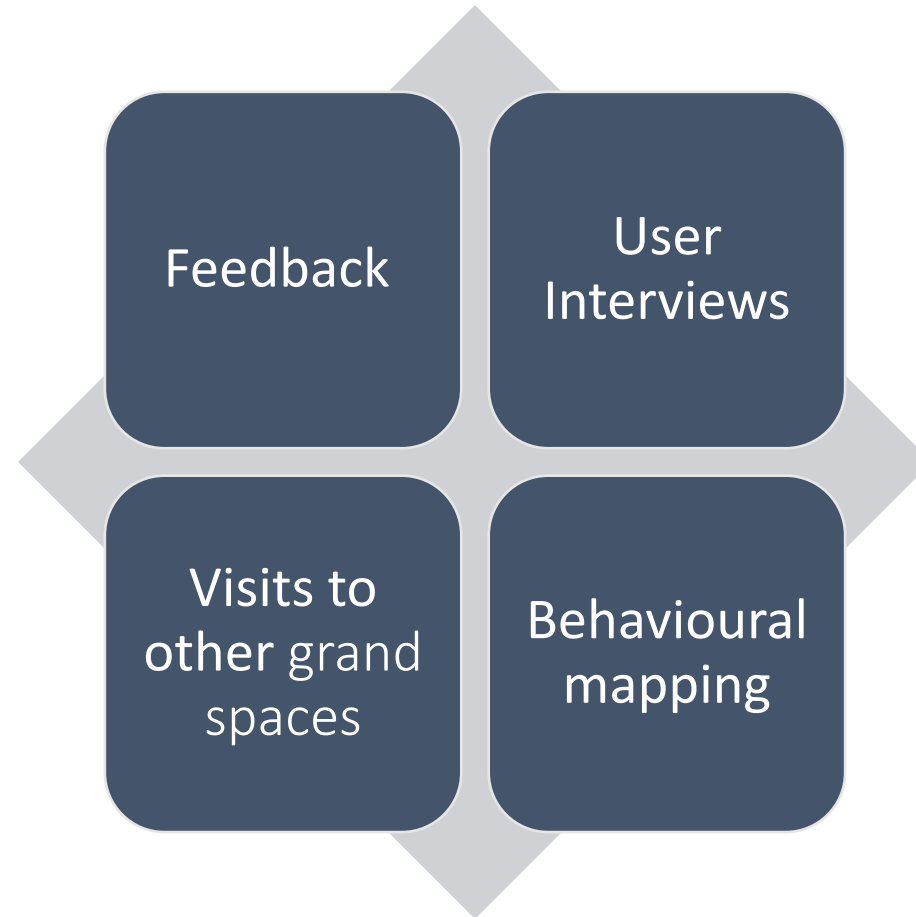 Feedback
User
Interviews
Visits to
other grand
spaces
Behavioural
mapping